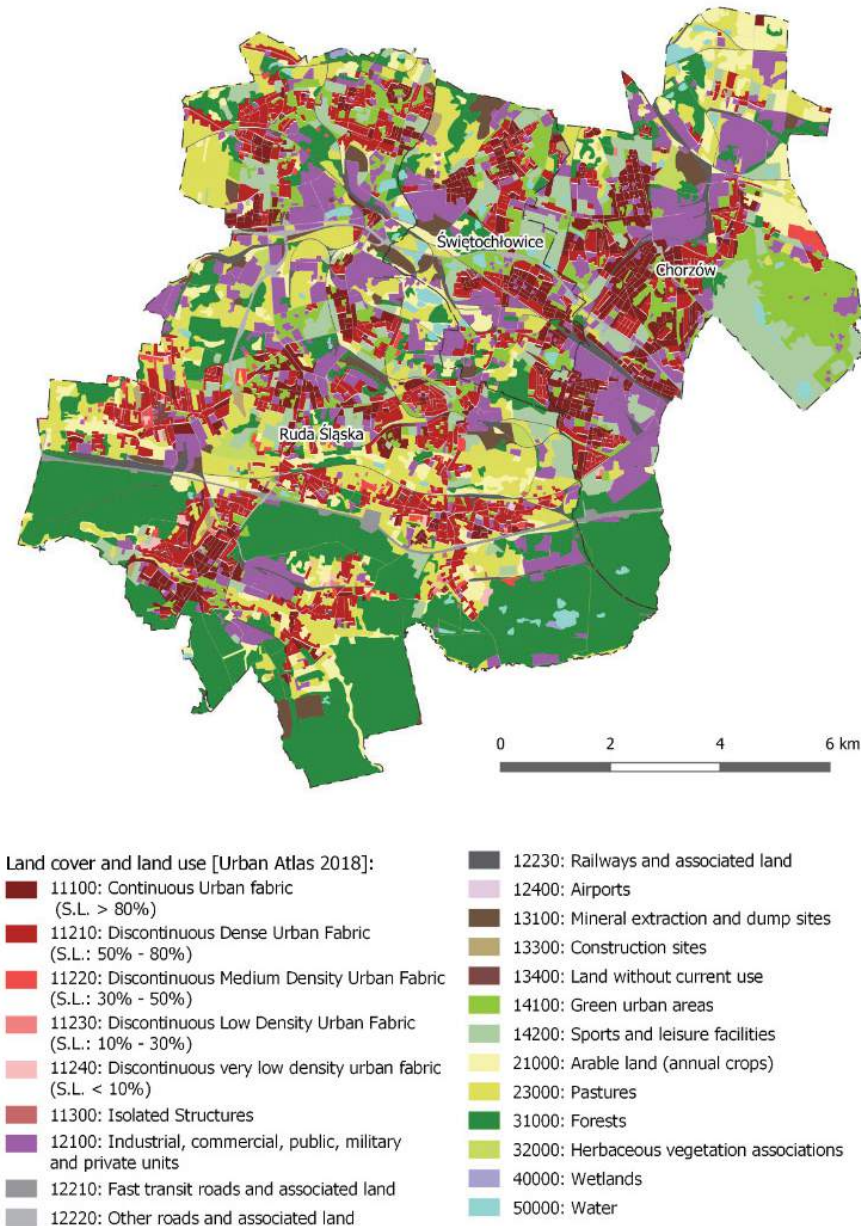 Świętochłowice
Chorzów
Ruda Śląska
0 2 4 6 km
Land cover and land use [Urban Atlas 2018]:
11100: Continuous Urban fabric
(S.L. > 80%)
11210: Discontinuous Dense Urban Fabric
(S.L.: 50% - 80%)
11220: Discontinuous Medium Density Urban Fabric
(S.L.: 30% - 50%)
11230: Discontinuous Low Density Urban Fabric
(S.L.: 10% - 30%)
11240: Discontinuous very low density urban fabric
(S.L. < 10%)
11300: Isolated Structures
12100: Industrial, commercial, public, military
and private units
12210: Fast transit roads and associated land
12220: Other roads and associated land
12230: Railways and associated land
12400: Airports
13100: Mineral extraction and dump sites
13300: Construction sites
13400: Land without current use
14100: Green urban areas
14200: Sports and leisure facilities
21000: Arable land (annual crops)
23000: Pastures
31000: Forests
32000: Herbaceous vegetation associations
40000: Wetlands
50000: Water